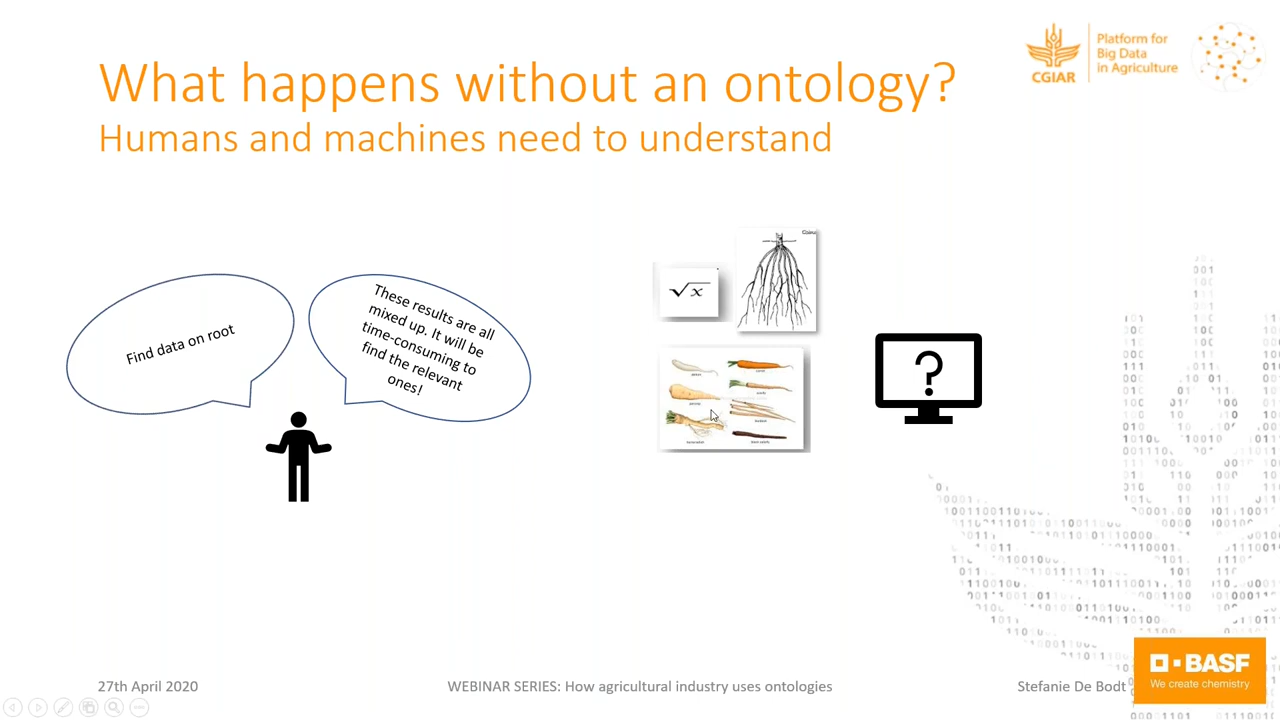 What happens without an ontology?
Humans and machines need to understand
CGIAR
Platform for
Big Data
in Agriculture
Find data on root
These results are all
mixed up. It will be
time-consuming to
find the relevant
ones!
√x
?
27th April 2020
WEBINAR SERIES: How agricultural industry uses ontologies
Stefanie De Bodt
BASF
We create chemistry